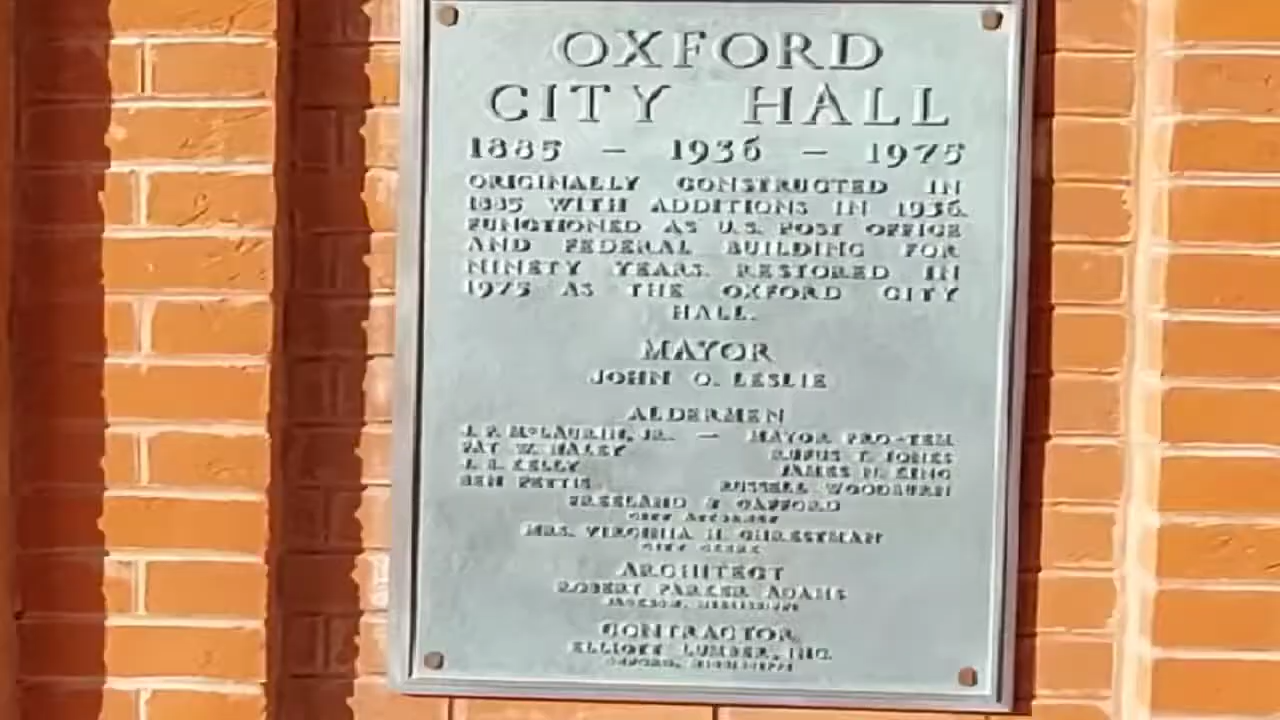 OXFORD
CITY HALL
1885 – 1936 – 1975
ORIGINALLY CONSTRUCTED IN
1885 WITH ADDITIONS IN 1936.
FUNCTIONED AS U.S. POST OFFICE
AND FEDERAL BUILDING FOR
NINETY YEARS. RESTORED IN
1975 AS THE OXFORD CITY
HALL.
MAYOR
JOHN O. LESLIE
ALDERMEN
J. P. McLAURIN, JR. — MAYOR PRO-TEM
PAT W. HALEY RUFUS T. JONES
KELLY JAMES N. KING
BEN PETTIS RUSSELL WOODBURN
FREELAND & GAFFORD
CITY ATTORNEY
MRS. VIRGINIA H. CHRESTMAN
CITY CLERK
ARCHITECT
ROBERT PARKER ADAMS
JACKSON, MISSISSIPPI
CONTRACTOR
ELLIOTT LUMBER, INC.
OXFORD, MISSISSIPPI